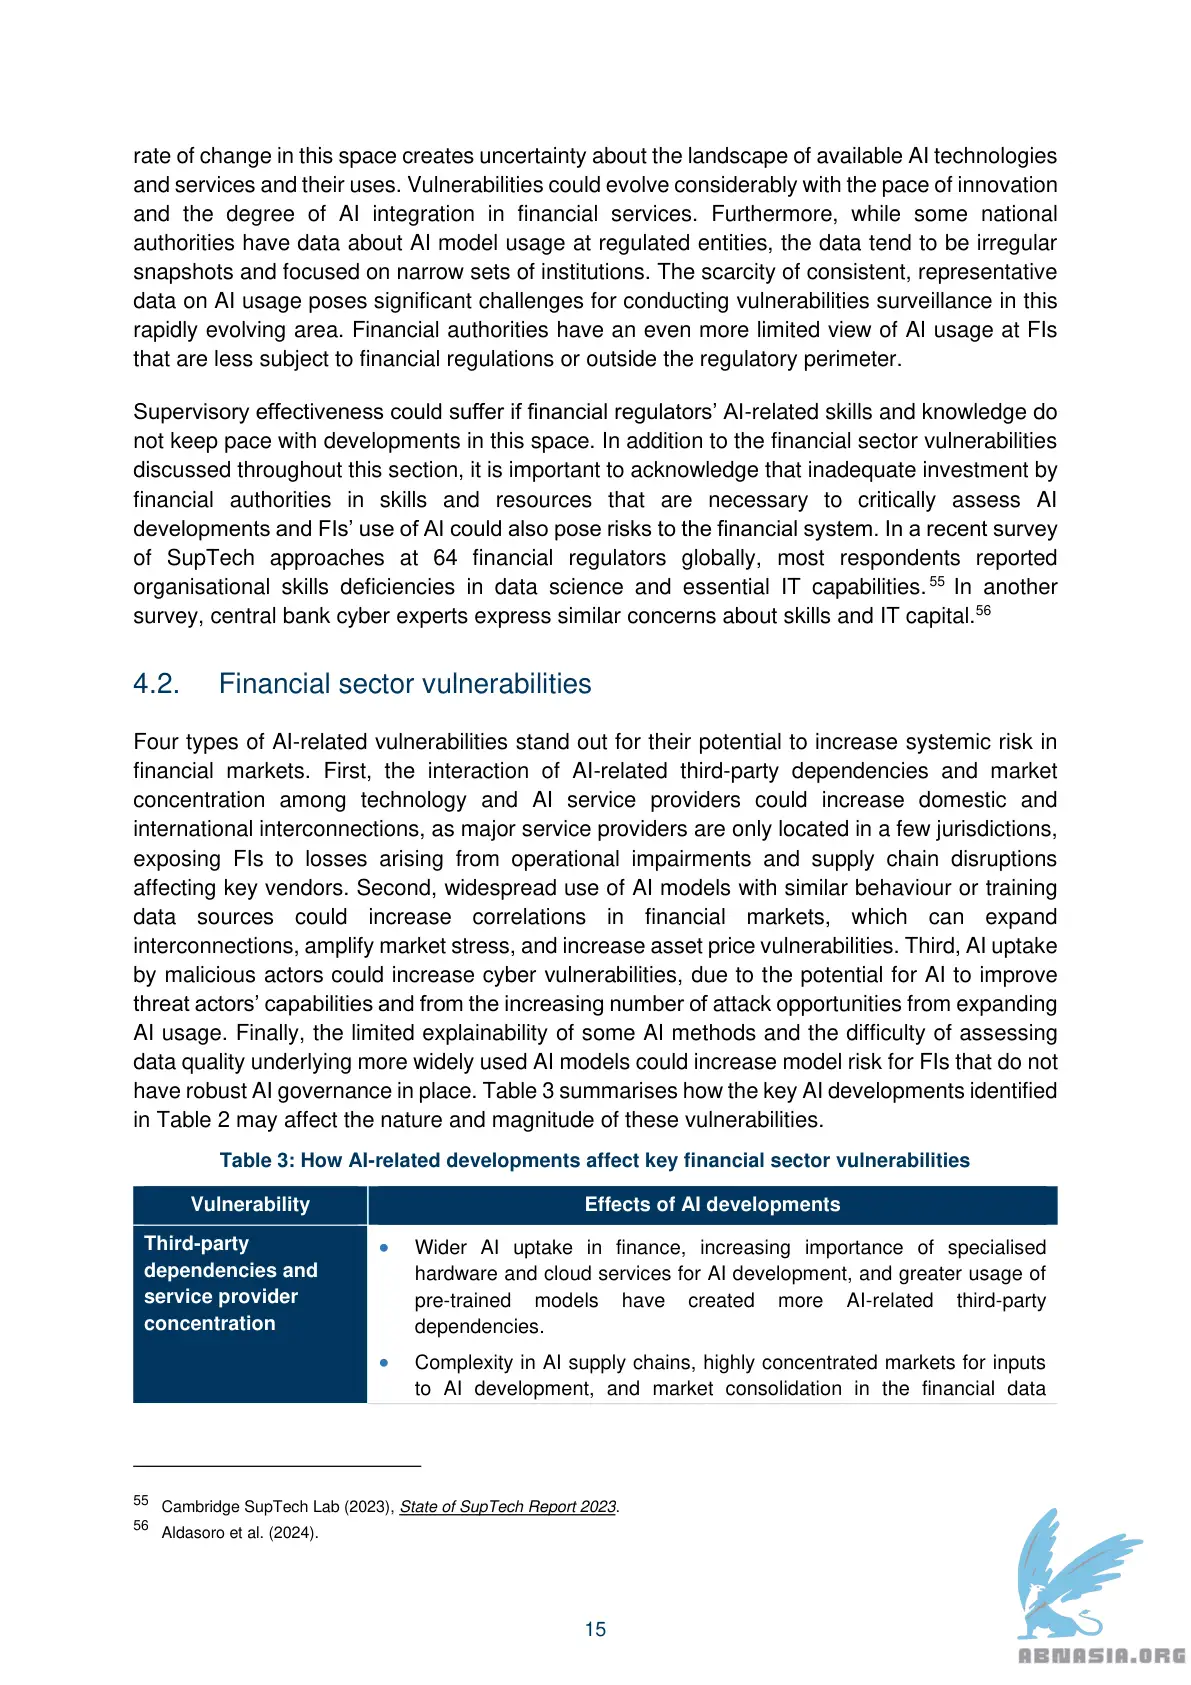 rate of change in this space creates uncertainty about the landscape of available AI technologies
and services and their uses. Vulnerabilities could evolve considerably with the pace of innovation
and the degree of AI integration in financial services. Furthermore, while some national
authorities have data about AI model usage at regulated entities, the data tend to be irregular
snapshots and focused on narrow sets of institutions. The scarcity of consistent, representative
data on AI usage poses significant challenges for conducting vulnerabilities surveillance in this
rapidly evolving area. Financial authorities have an even more limited view of AI usage at FIs
that are less subject to financial regulations or outside the regulatory perimeter.
Supervisory effectiveness could suffer if financial regulators’ AI-related skills and knowledge do
not keep pace with developments in this space. In addition to the financial sector vulnerabilities
discussed throughout this section, it is important to acknowledge that inadequate investment by
financial authorities in skills and resources that are necessary to critically assess AI
developments and FIs’ use of AI could also pose risks to the financial system. In a recent survey
of SupTech approaches at 64 financial regulators globally, most respondents reported
organisational skills deficiencies in data science and essential IT capabilities. 55 In another
survey, central bank cyber experts express similar concerns about skills and IT capital.56
4.2. Financial sector vulnerabilities
Four types of AI-related vulnerabilities stand out for their potential to increase systemic risk in
financial markets. First, the interaction of AI-related third-party dependencies and market
concentration among technology and AI service providers could increase domestic and
international interconnections, as major service providers are only located in a few jurisdictions,
exposing FIs to losses arising from operational impairments and supply chain disruptions
affecting key vendors. Second, widespread use of AI models with similar behaviour or training
data sources could increase correlations in financial markets, which can expand
interconnections, amplify market stress, and increase asset price vulnerabilities. Third, AI uptake
by malicious actors could increase cyber vulnerabilities, due to the potential for AI to improve
threat actors’ capabilities and from the increasing number of attack opportunities from expanding
AI usage. Finally, the limited explainability of some AI methods and the difficulty of assessing
data quality underlying more widely used AI models could increase model risk for FIs that do not
have robust AI governance in place. Table 3 summarises how the key AI developments identified
in Table 2 may affect the nature and magnitude of these vulnerabilities.
Table 3: How AI-related developments affect key financial sector vulnerabilities
Vulnerability
Effects of AI developments
Third-party
dependencies and
service provider
concentration
• Wider AI uptake in finance, increasing importance of specialised
hardware and cloud services for AI development, and greater usage of
pre-trained models have created more AI-related third-party
dependencies.
• Complexity in AI supply chains, highly concentrated markets for inputs
to AI development, and market consolidation in the financial data
55 Cambridge SupTech Lab (2023), State of SupTech Report 2023.
56 Aldasoro et al. (2024).
15
ABNASIA.ORG